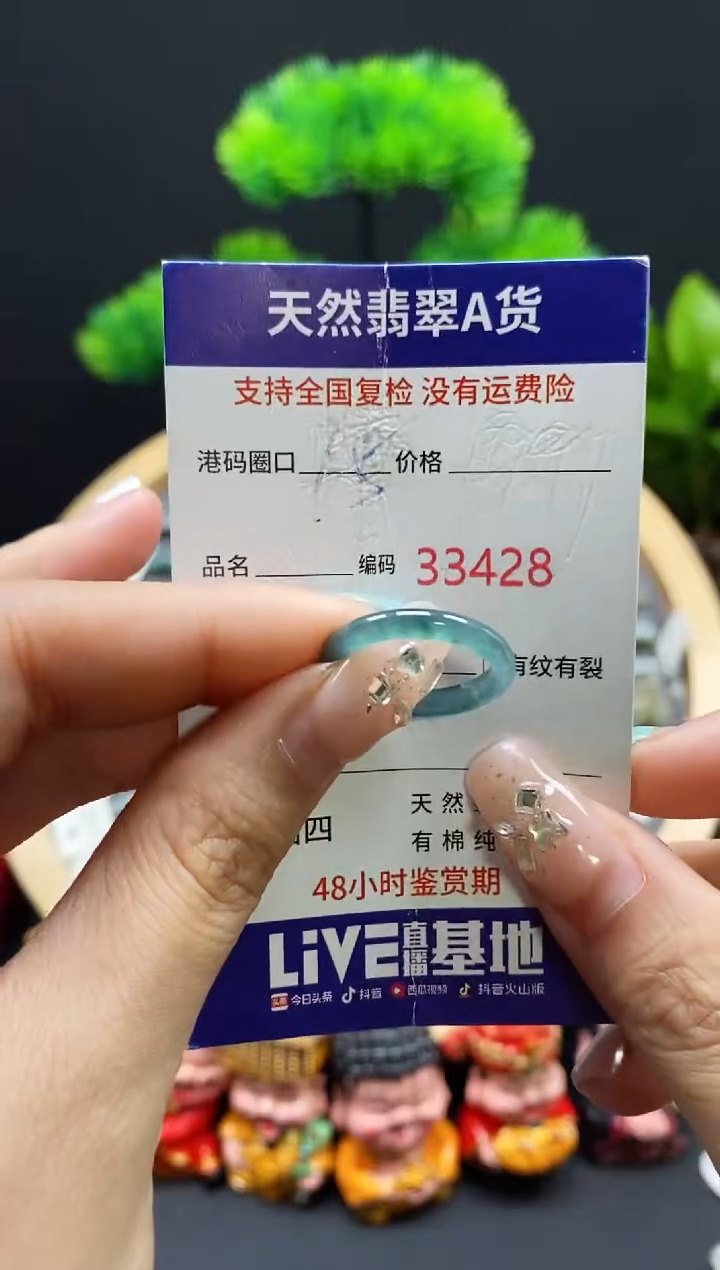 天然翡翠A货
支持全国复检 没有运费险
港码圈口 价格
品名 编码 33428
有纹有裂
天然
四 有棉纯
48小时鉴赏期
LiVE直播基地
头条 今日头条 抖音 西瓜视频 抖音火山版